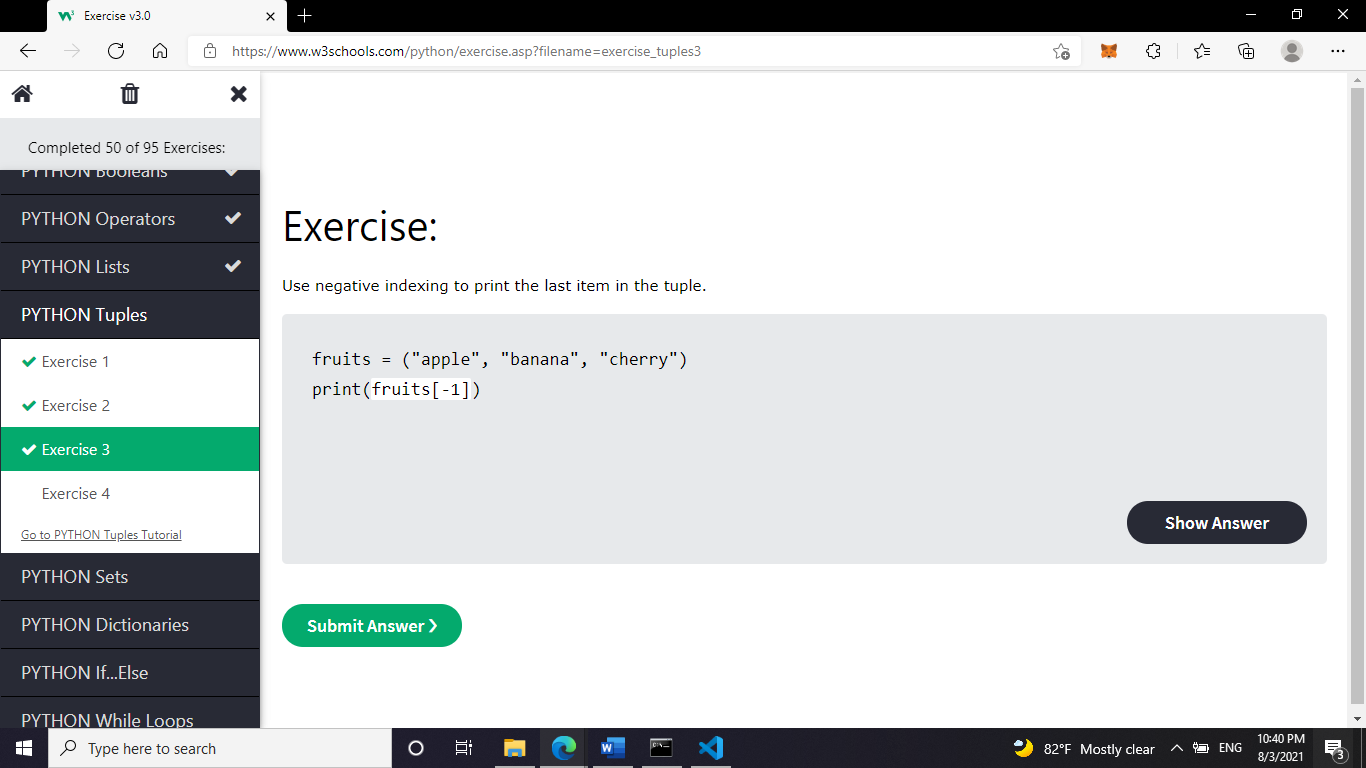 Exercise v3.0
https://www.w3schools.com/python/exercise.asp?filename=exercise_tuples3
Completed 50 of 95 Exercises:
PYTHON Booleans
PYTHON Operators
PYTHON Lists
PYTHON Tuples
Exercise 1
Exercise 2
Exercise 3
Exercise 4
Go to PYTHON Tuples Tutorial
PYTHON Sets
PYTHON Dictionaries
PYTHON If...Else
PYTHON While Loops
Exercise:
Use negative indexing to print the last item in the tuple.
fruits = ("apple", "banana", "cherry")
print(fruits[-1])
Show Answer
Submit Answer ❯
Type here to search
82°F Mostly clear
ENG
10:40 PM
8/3/2021
3